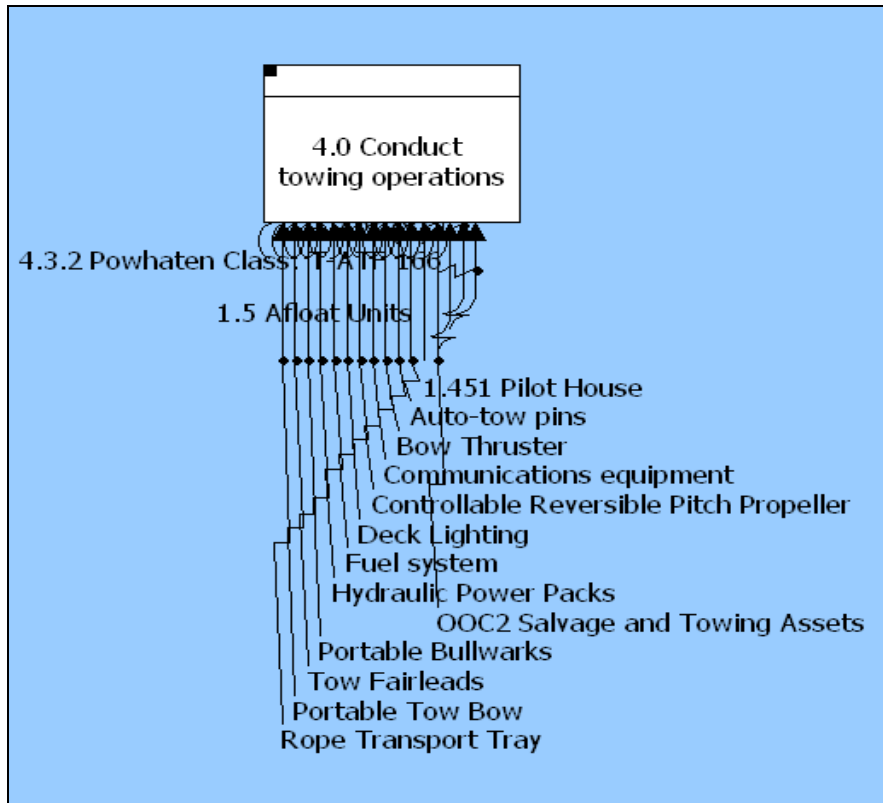 4.0 Conduct
towing operations
4.3.2 Powhaten Class: T-ATF 166
1.5 Afloat Units
1.451 Pilot House
Auto-tow pins
Bow Thruster
Communications equipment
Controllable Reversible Pitch Propeller
Deck Lighting
Fuel system
Hydraulic Power Packs
OOC2 Salvage and Towing Assets
Portable Bullwarks
Tow Fairleads
Portable Tow Bow
Rope Transport Tray